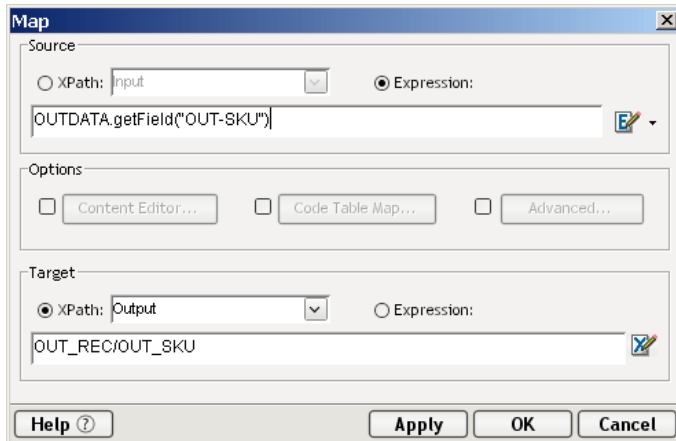 Map
Source
XPath: Input Expression:
OUTDATA.getField("OUT-SKU")
Options
Content Editor... Code Table Map... Advanced...
Target
XPath: Output Expression:
OUT_REC/OUT_SKU
Help ? Apply OK Cancel